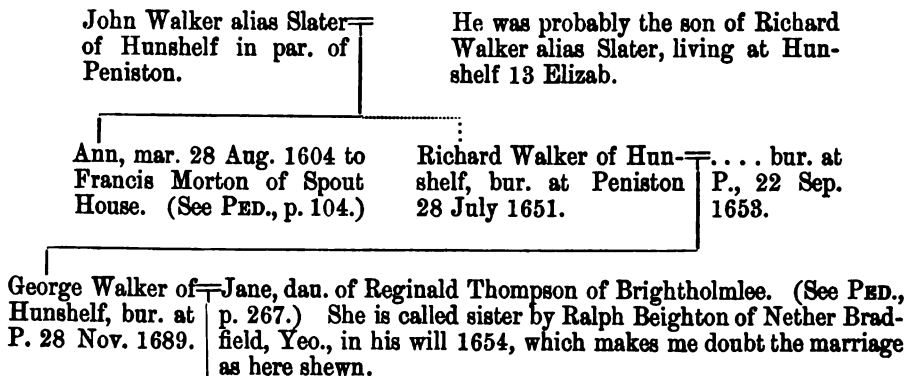 John Walker alias Slater
of Hunshelf in par. of
Peniston.
He was probably the son of Richard
Walker alias Slater, living at Hun-
shelf 13 Elizab.
Ann, mar. 28 Aug. 1604 to
Francis Morton of Spout
House. (See PED., p. 104.)
Richard Walker of Hun-
shelf, bur. at Peniston
28 July 1651.
. . . . bur. at
P., 22 Sep.
1653.
George Walker of
Hunshelf, bur. at
P. 28 Nov. 1689.
Jane, dau. of Reginald Thompson of Brightholmlee. (See PED.,
p. 267.) She is called sister by Ralph Beighton of Nether Brad-
field, Yeo., in his will 1654, which makes me doubt the marriage
as here shewn.